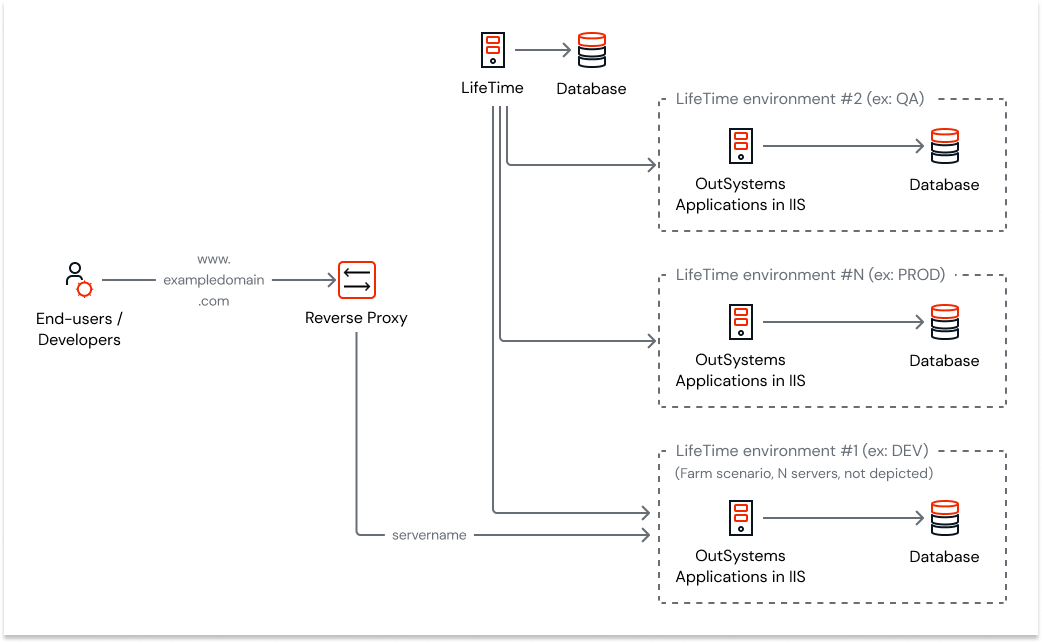 LifeTime
Database
LifeTime environment #2 (ex: QA)
OutSystems
Applications in IIS
Database
www.
exampledomain
.com
End-users /
Developers
Reverse Proxy
LifeTime environment #N (ex: PROD)
OutSystems
Applications in IIS
Database
LifeTime environment #1 (ex: DEV)
(Farm scenario, N servers, not depicted)
servername
OutSystems
Applications in IIS
Database